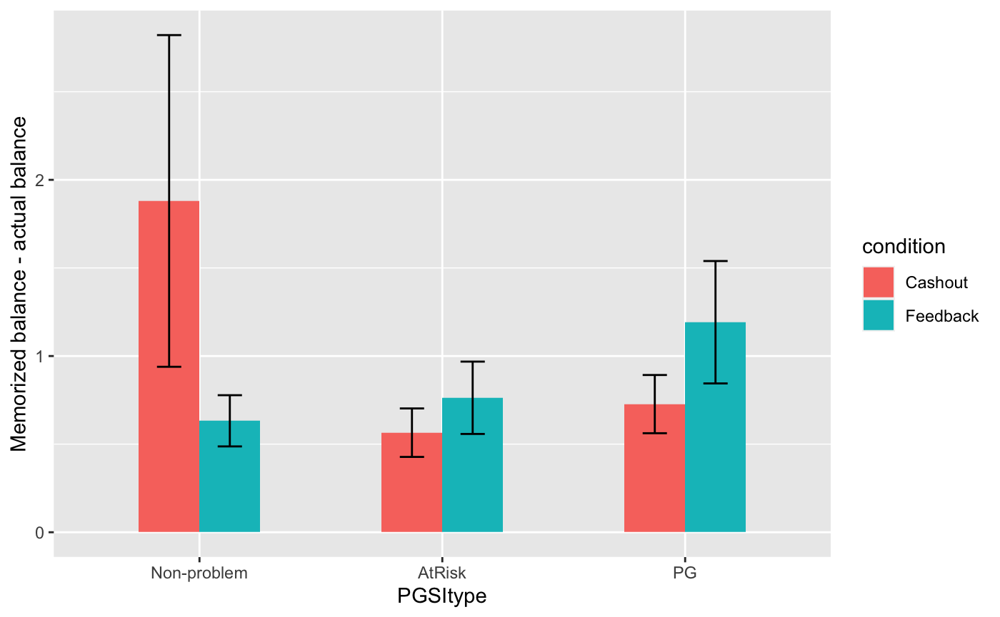 Memorized balance - actual balance
2
1
0
Non-problem
AtRisk
PG
PGSItype
condition
Cashout
Feedback